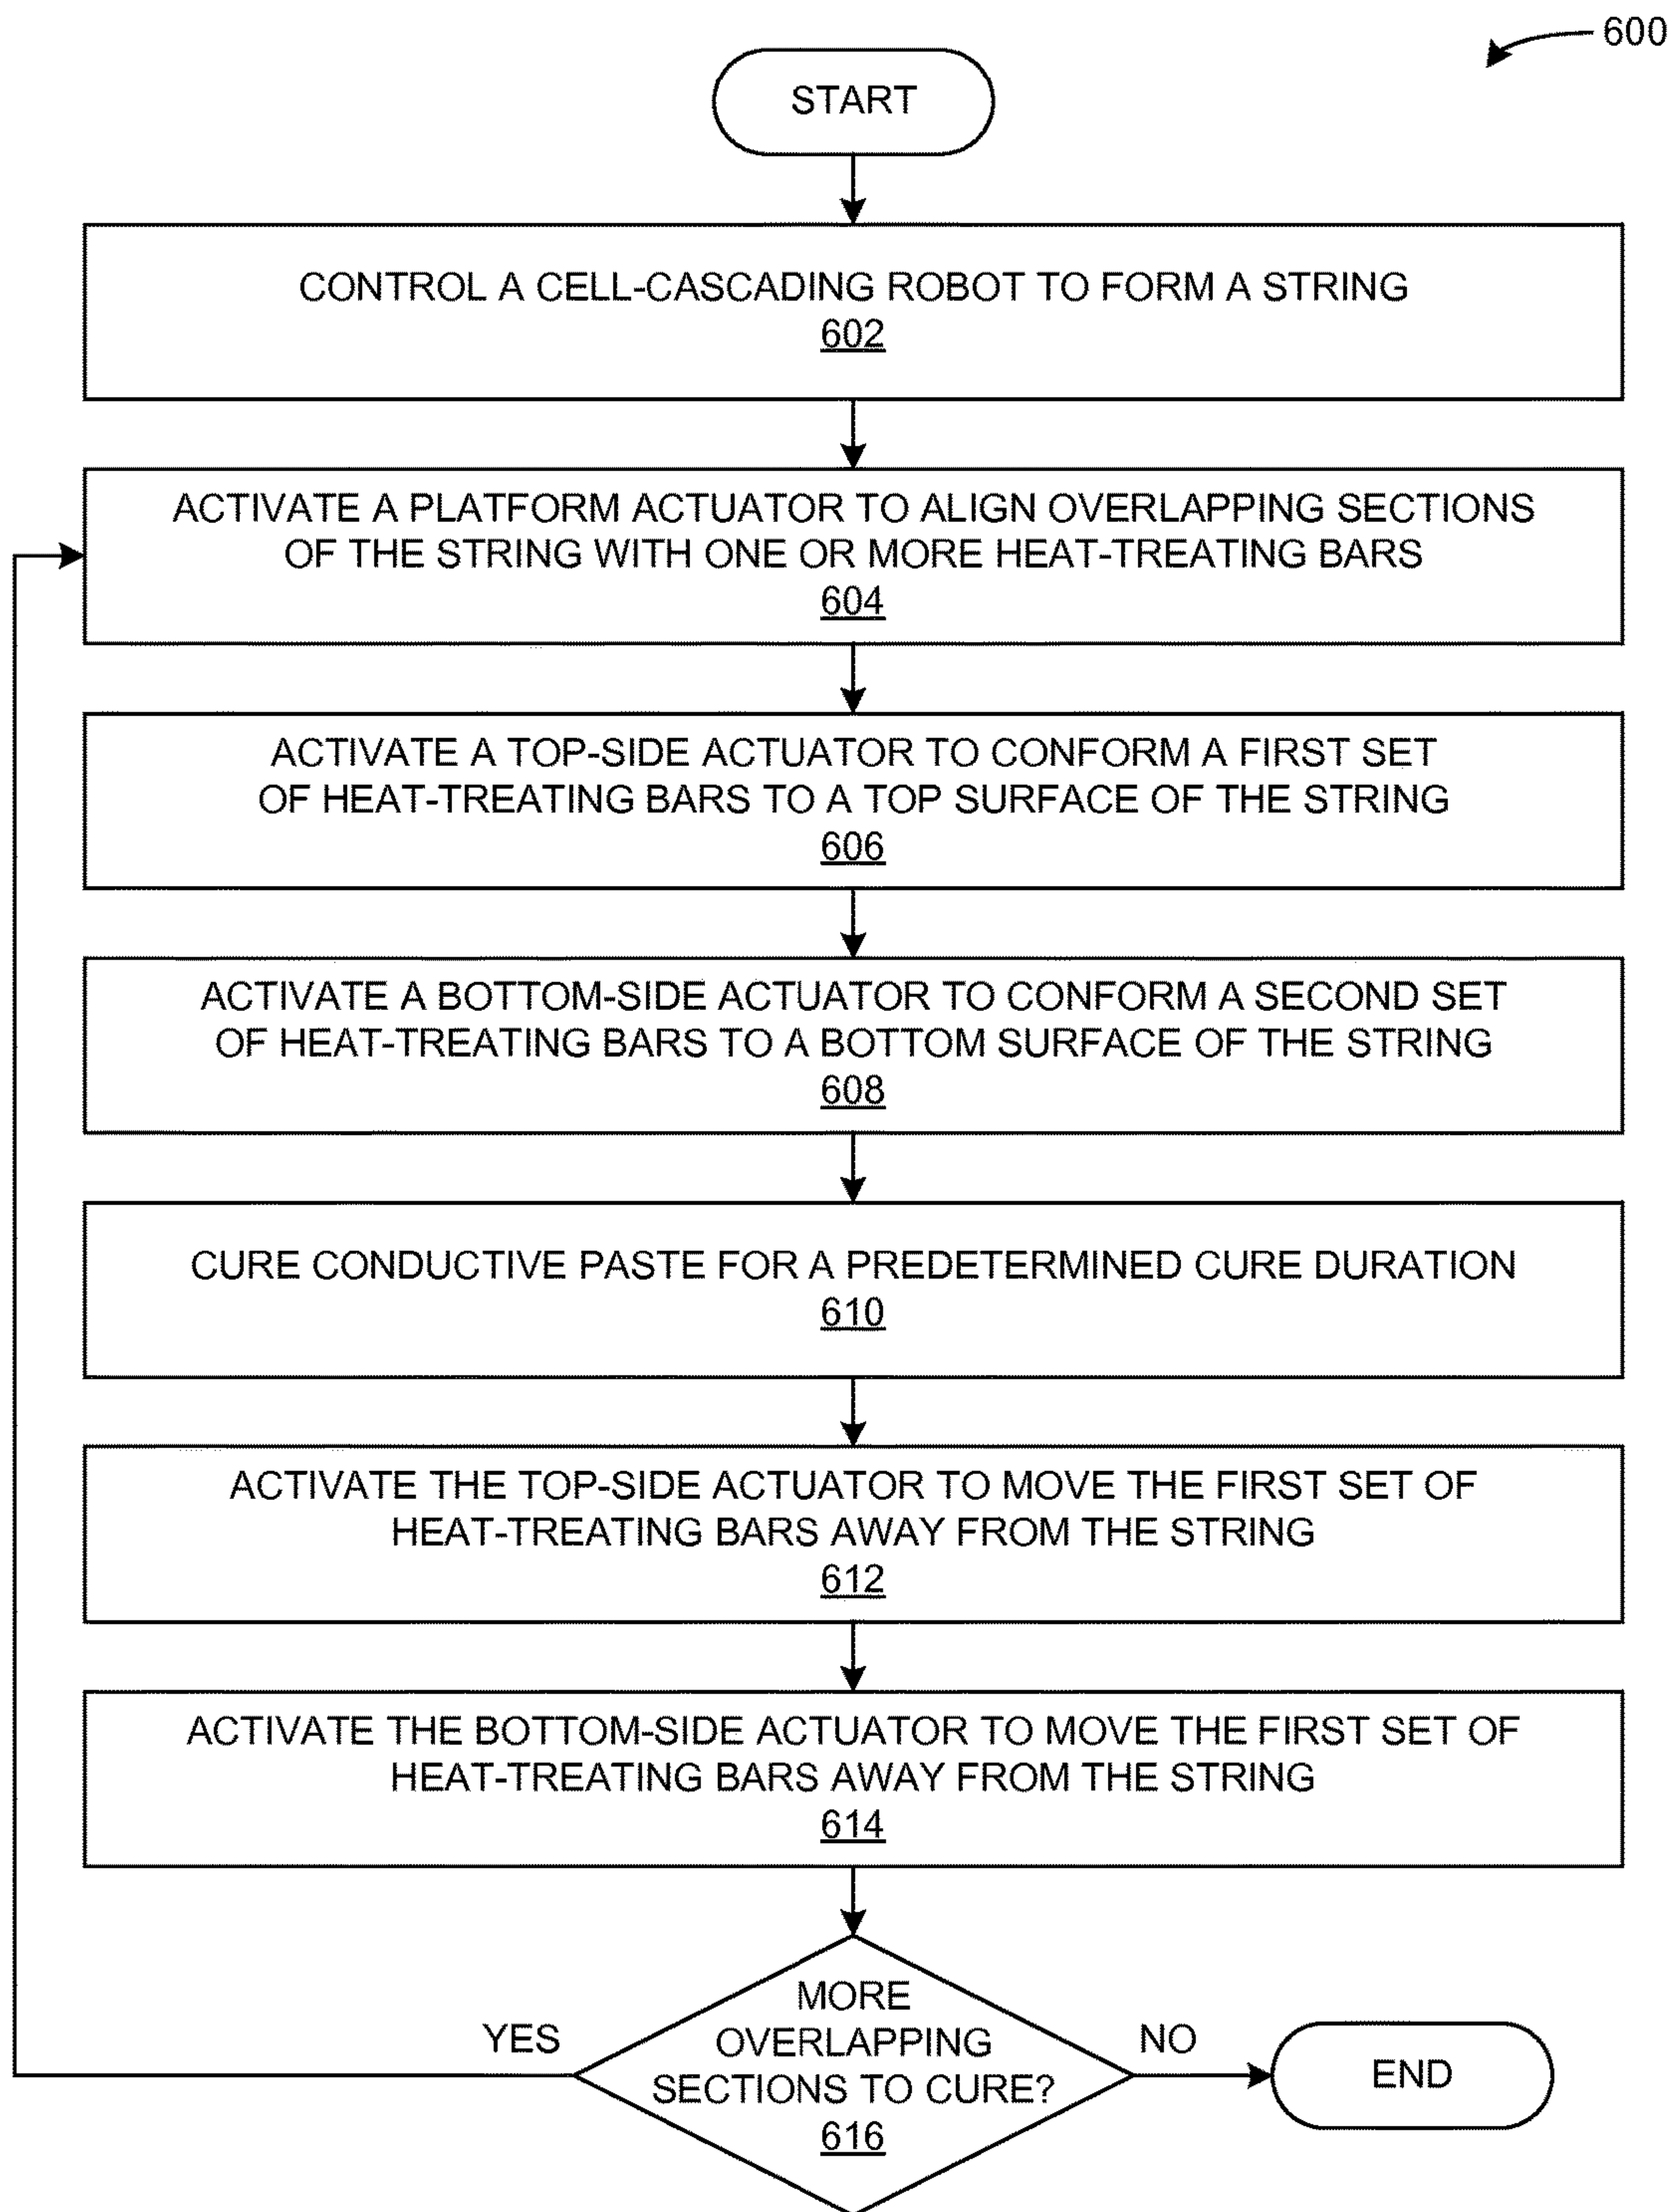 600
START
CONTROL A CELL-CASCADING ROBOT TO FORM A STRING
602
ACTIVATE A PLATFORM ACTUATOR TO ALIGN OVERLAPPING SECTIONS
OF THE STRING WITH ONE OR MORE HEAT-TREATING BARS
604
ACTIVATE A TOP-SIDE ACTUATOR TO CONFORM A FIRST SET
OF HEAT-TREATING BARS TO A TOP SURFACE OF THE STRING
606
ACTIVATE A BOTTOM-SIDE ACTUATOR TO CONFORM A SECOND SET
OF HEAT-TREATING BARS TO A BOTTOM SURFACE OF THE STRING
608
CURE CONDUCTIVE PASTE FOR A PREDETERMINED CURE DURATION
610
ACTIVATE THE TOP-SIDE ACTUATOR TO MOVE THE FIRST SET OF
HEAT-TREATING BARS AWAY FROM THE STRING
612
ACTIVATE THE BOTTOM-SIDE ACTUATOR TO MOVE THE FIRST SET OF
HEAT-TREATING BARS AWAY FROM THE STRING
614
MORE
OVERLAPPING
SECTIONS TO CURE?
616
YES
NO
END